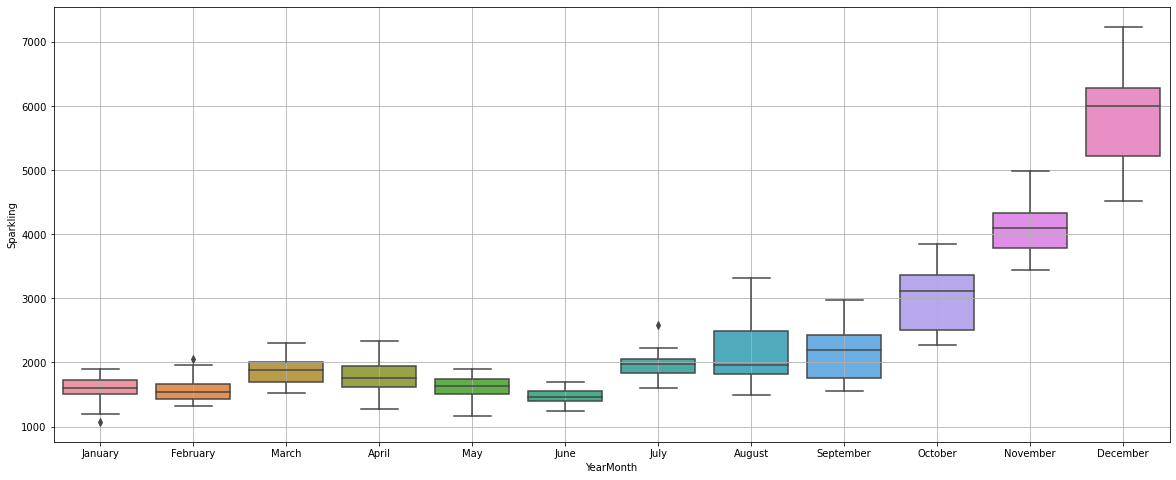 7000
6000
5000
4000
3000
2000
1000
Sparkling
January February March April May June July August September October November December
YearMonth